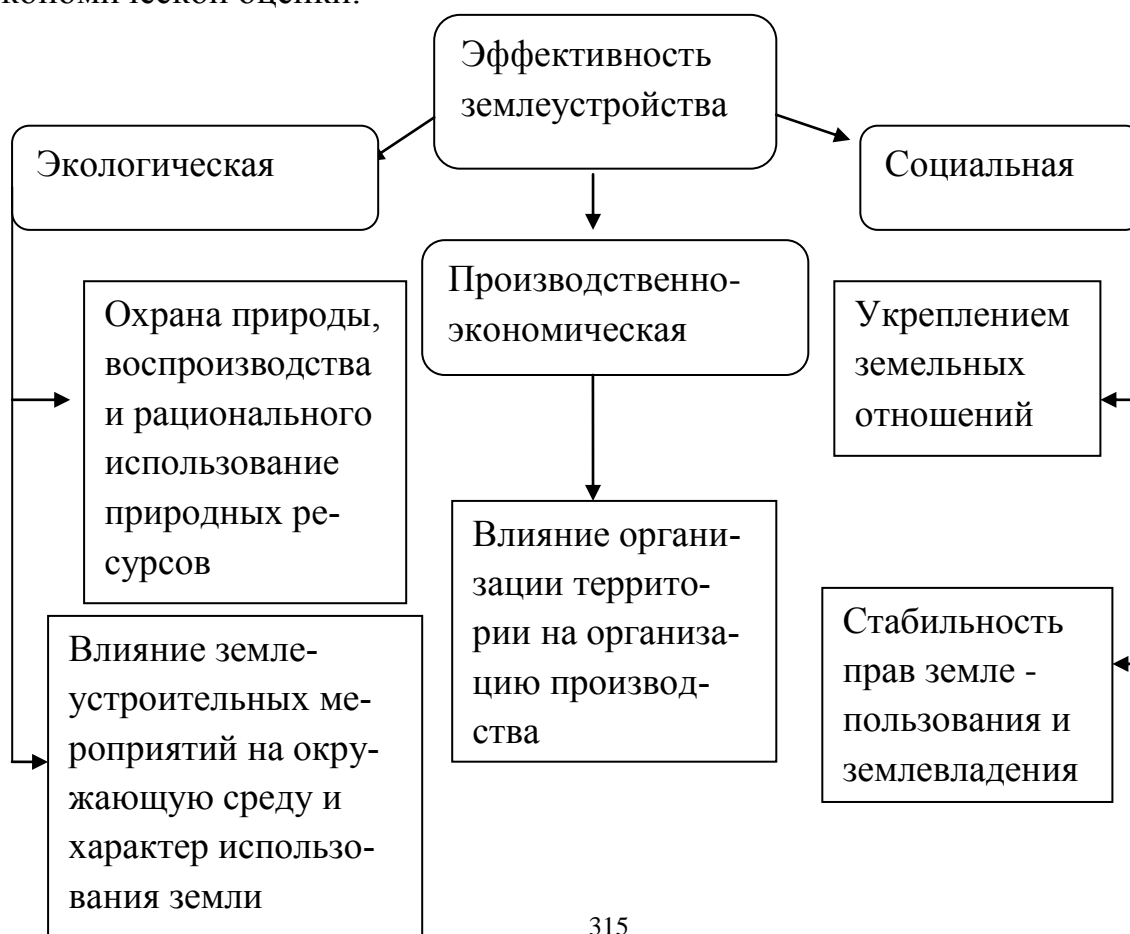 кономической оценки.
Эффективность
землеустройства
Экологическая
Социальная
Производственно-
экономическая
Охрана природы,
воспроизводства
и рационального
использование
природных ре-
сурсов
Укреплением
земельных
отношений
Влияние органи-
зации террито-
рии на организа-
цию производ-
ства
Стабильность
прав земле -
пользования и
землевладения
Влияние земле-
устроительных ме-
роприятий на окру-
жающую среду и
характер использо-
вания земли
315